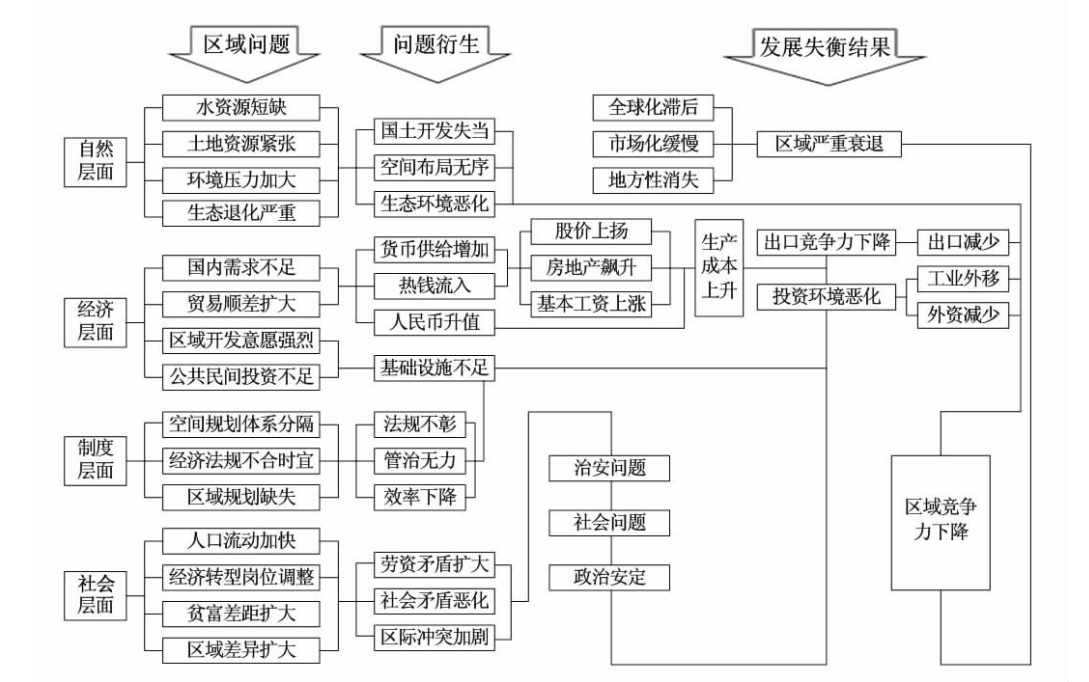 区域问题
问题衍生
发展失衡结果
自然
层面
水资源短缺
土地资源紧张
环境压力加大
生态退化严重
国土开发失当
空间布局无序
生态环境恶化
全球化滞后
市场化缓慢
地方性消失
区域严重衰退
经济
层面
国内需求不足
贸易顺差扩大
区域开发意愿强烈
公共民间投资不足
货币供给增加
热钱流入
人民币升值
基础设施不足
股价上扬
房地产飙升
基本工资上涨
生产
成本
上升
出口竞争力下降
投资环境恶化
出口减少
工业外移
外资减少
制度
层面
空间规划体系分隔
经济法规不合时宜
区域规划缺失
法规不彰
管治无力
效率下降
治安问题
社会问题
政治安定
区域竞争
力下降
社会
层面
人口流动加快
经济转型岗位调整
贫富差距扩大
区域差异扩大
劳资矛盾扩大
社会矛盾恶化
区际冲突加剧